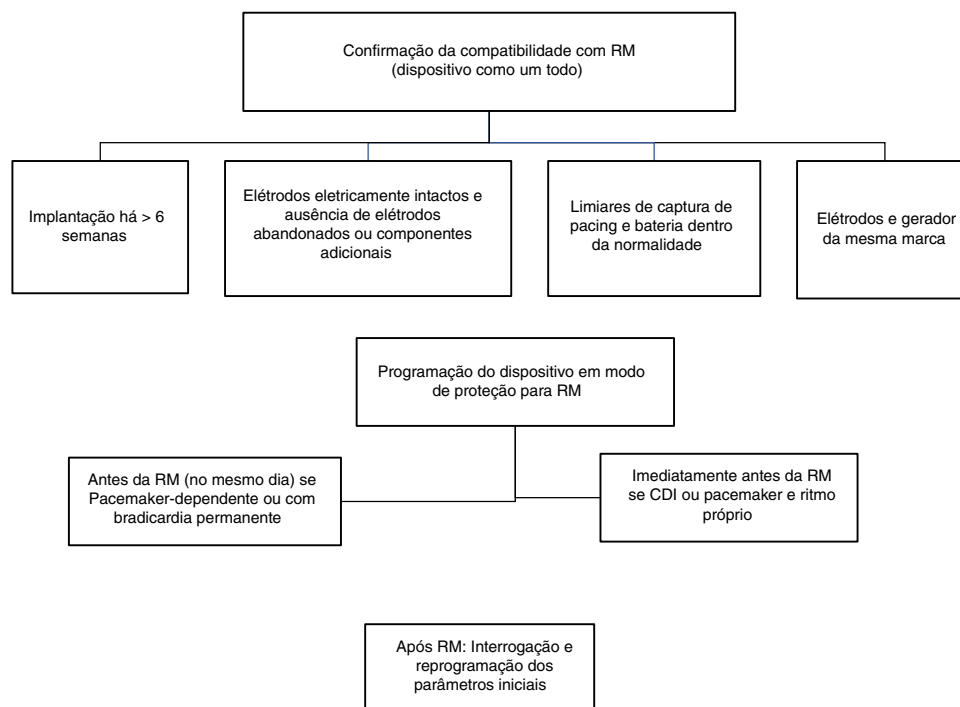 Confirmação da compatibilidade com RM
(dispositivo como um todo)
Implantação há > 6
semanas
Elétrodos eletricamente intactos e
ausência de elétrodos
abandonados ou componentes
adicionais
Limiares de captura de
pacing e bateria dentro
da normalidade
Elétrodos e gerador
da mesma marca
Programação do dispositivo em modo
de proteção para RM
Antes da RM (no mesmo dia) se
Pacemaker-dependente ou com
bradicardia permanente
Imediatamente antes da RM
se CDI ou pacemaker e ritmo
próprio
Após RM: Interrogação e
reprogramação dos
parâmetros iniciais